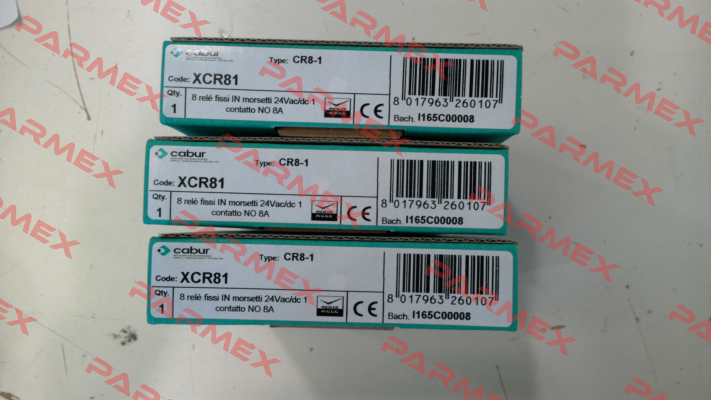 cabur
Type: CR8-1
Code: XCR81
Qty. 1
8 relé fissi IN morsetti 24Vac/dc 1
contatto NO 8A
CE
8 017963 260107
Bach. I165C00008
cabur
Type: CR8-1
Code: XCR81
Qty. 1
8 relé fissi IN morsetti 24Vac/dc 1
contatto NO 8A
CE
8 017963 260107
Bach. I165C00008
cabur
Type: CR8-1
Code: XCR81
Qty. 1
8 relé fissi IN morsetti 24Vac/dc 1
contatto NO 8A
CE
8 017963 260107
Bach. I165C00008
PARMEX
PARMEX
PARMEX
PARMEX
PARMEX
PARMEX
PARMEX